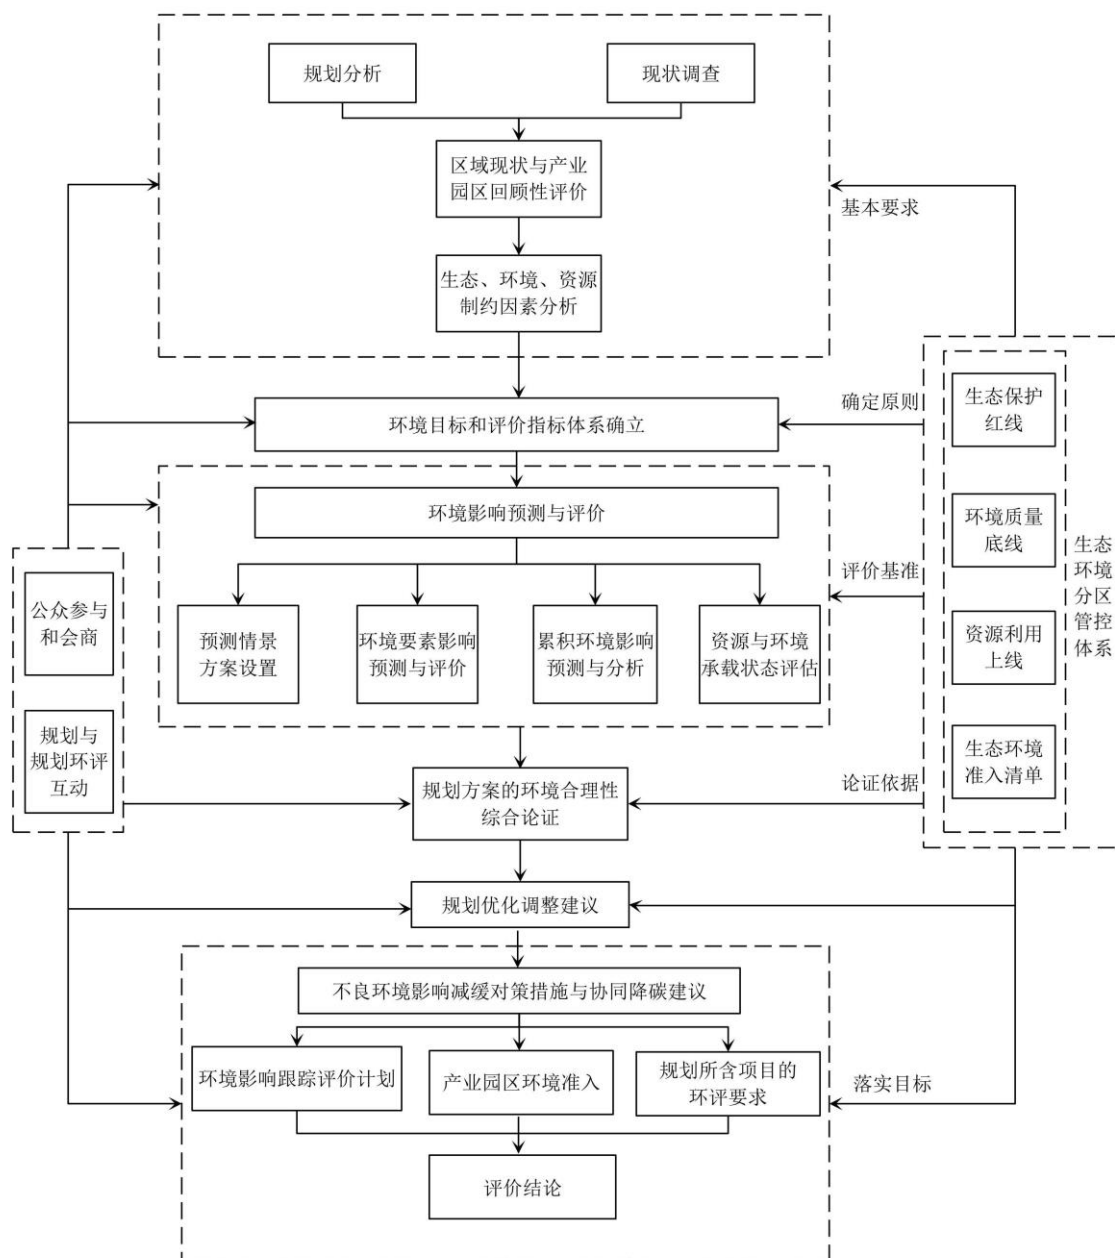 规划分析
现状调查
区域现状与产业
园区回顾性评价
基本要求
生态、环境、资源
制约因素分析
生态保护
红线
确定原则
环境目标和评价指标体系确立
环境影响预测与评价
环境质量
底线
生态
环境
分区
管控
体系
评价基准
公众参与
和会商
预测情景
方案设置
环境要素影响
预测与评价
累积环境影响
预测与分析
资源与环境
承载状态评估
资源利用
上线
规划与
规划环评
互动
生态环境
准入清单
规划方案的环境合理性
综合论证
论证依据
规划优化调整建议
不良环境影响减缓对策措施与协同降碳建议
环境影响跟踪评价计划
产业园区环境准入
规划所含项目的
环评要求
落实目标
评价结论